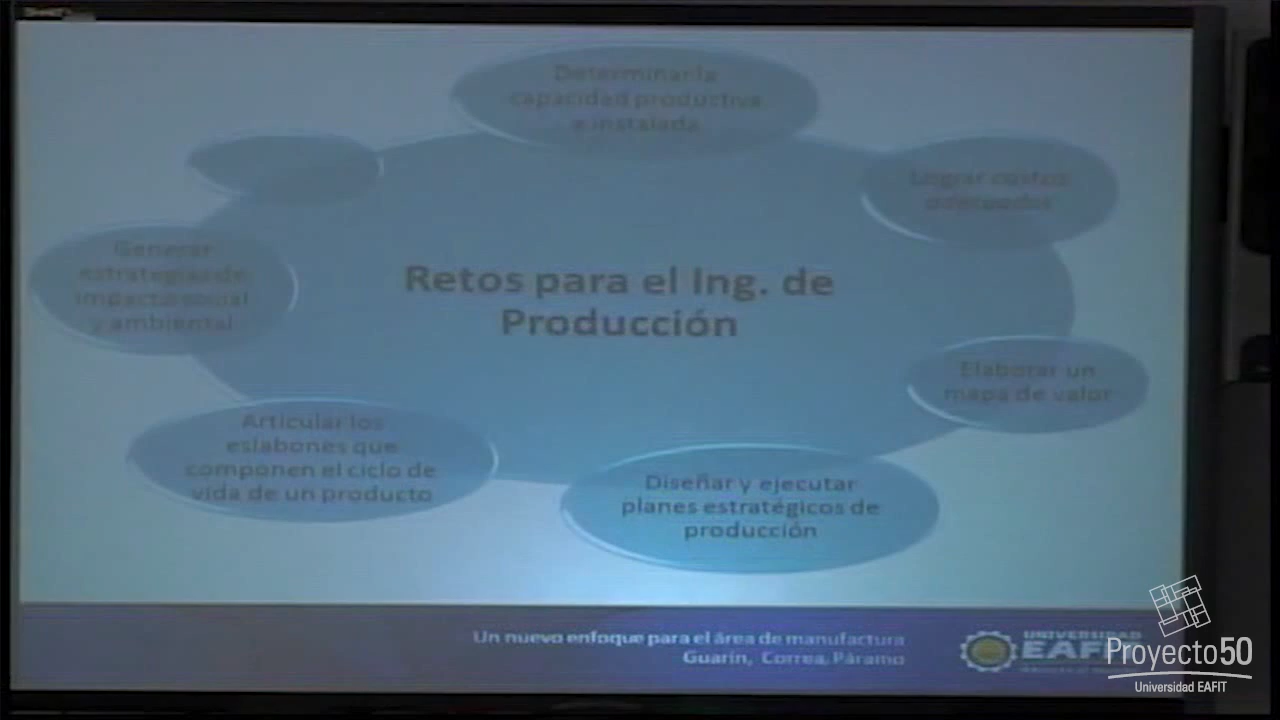 Determinar la
capacidad productiva
e instalada
Lograr costos
adecuados
Generar
estrategias de
impacto social
y ambiental
Retos para el Ing. de
Producción
Elaborar un
mapa de valor
Articular los
eslabones que
componen el ciclo de
vida de un producto
Diseñar y ejecutar
planes estratégicos de
producción
Un nuevo enfoque para el área de manufactura
Guarín, Correa, Páramo
UNIVERSIDAD
EAFIT
Proyecto50
Universidad EAFIT